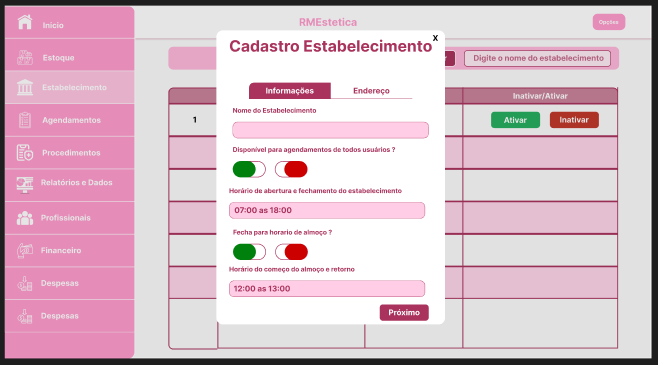 RMEstetica
Opções
Inicio
Estoque
Estabelecimento
Agendamentos
Procedimentos
Relatórios e Dados
Profissionais
Financeiro
Despesas
Despesas
Digite o nome do estabelecimento
Inativar/Ativar
1
Ativar
Inativar
X
Cadastro Estabelecimento
Informações
Endereço
Nome do Estabelecimento
Disponível para agendamentos de todos usuários ?
Horário de abertura e fechamento do estabelecimento
07:00 as 18:00
Fecha para horario de almoço ?
Horário do começo do almoço e retorno
12:00 as 13:00
Próximo